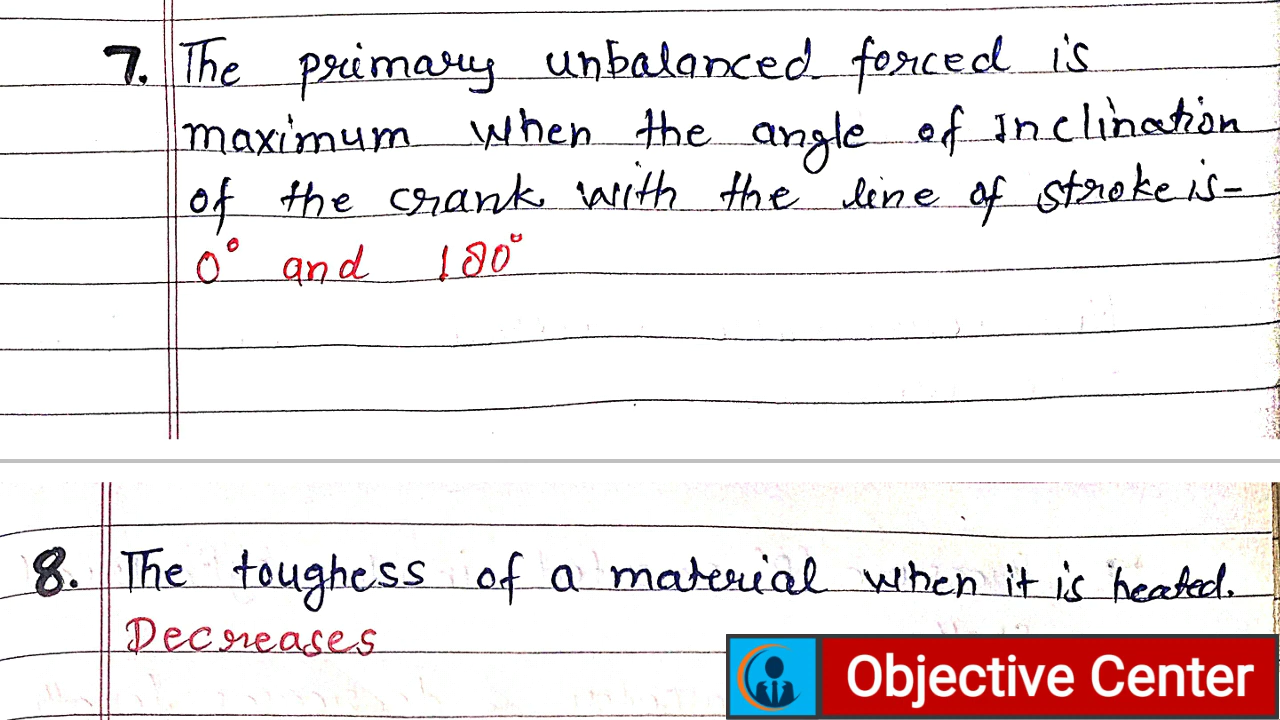 7. The primary unbalanced forced is
maximum when the angle of Inclination
of the crank with the line of stroke is-
0° and 180°
8. The toughess of a material when it is heated.
Decreases
Objective Center